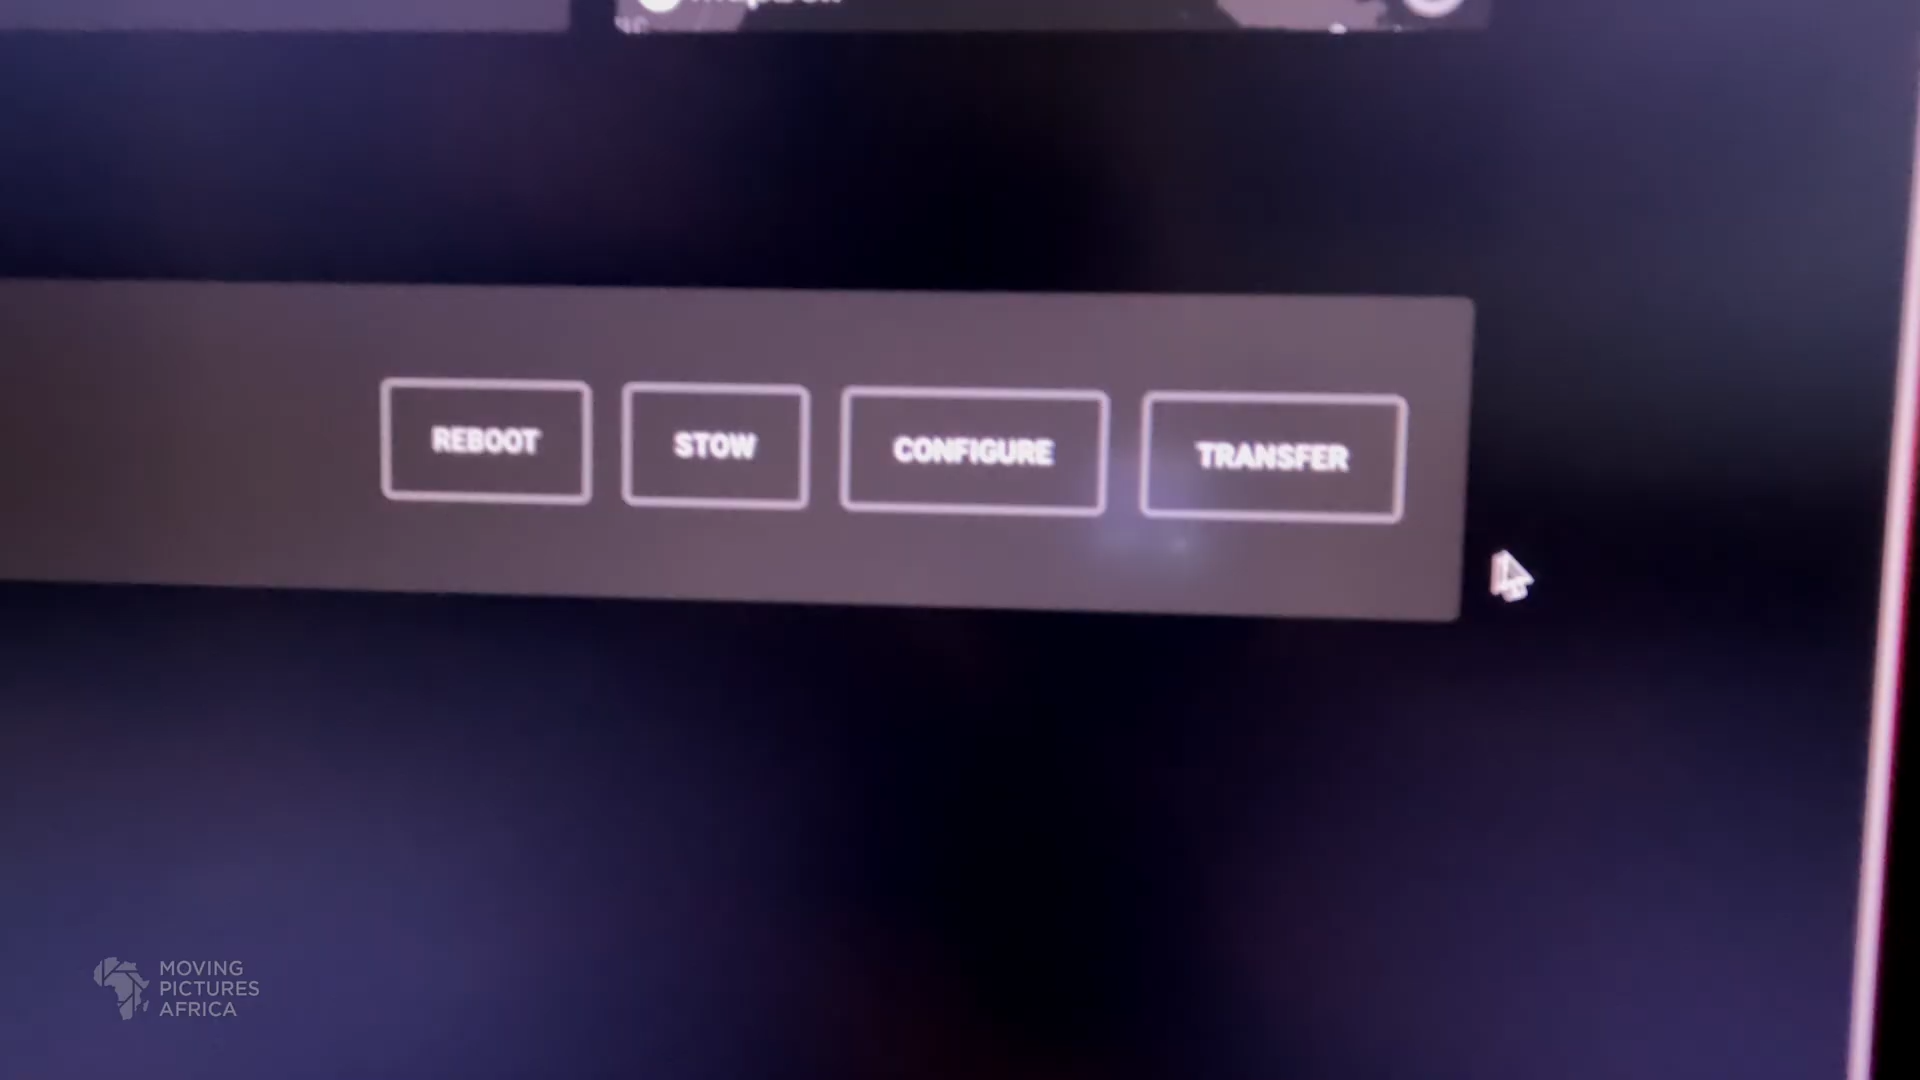 REBOOT
STOW
CONFIGURE
TRANSFER
MOVING
PICTURES
AFRICA